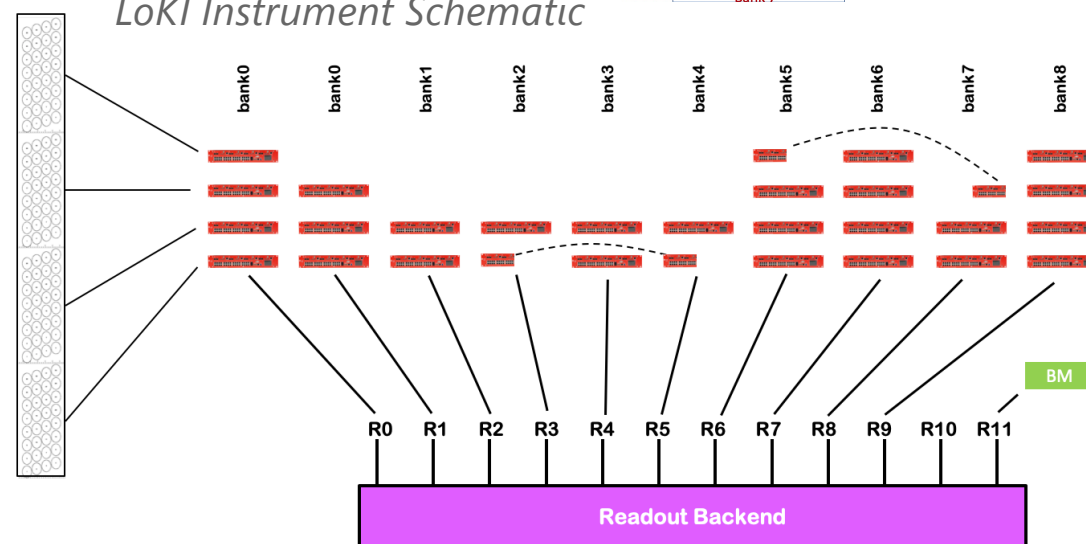 LoKI Instrument Schematic
bank0
bank0
bank1
bank2
bank3
bank4
bank5
bank6
bank7
bank8
BM
R0 R1 R2 R3 R4 R5 R6 R7 R8 R9 R10 R11
Readout Backend